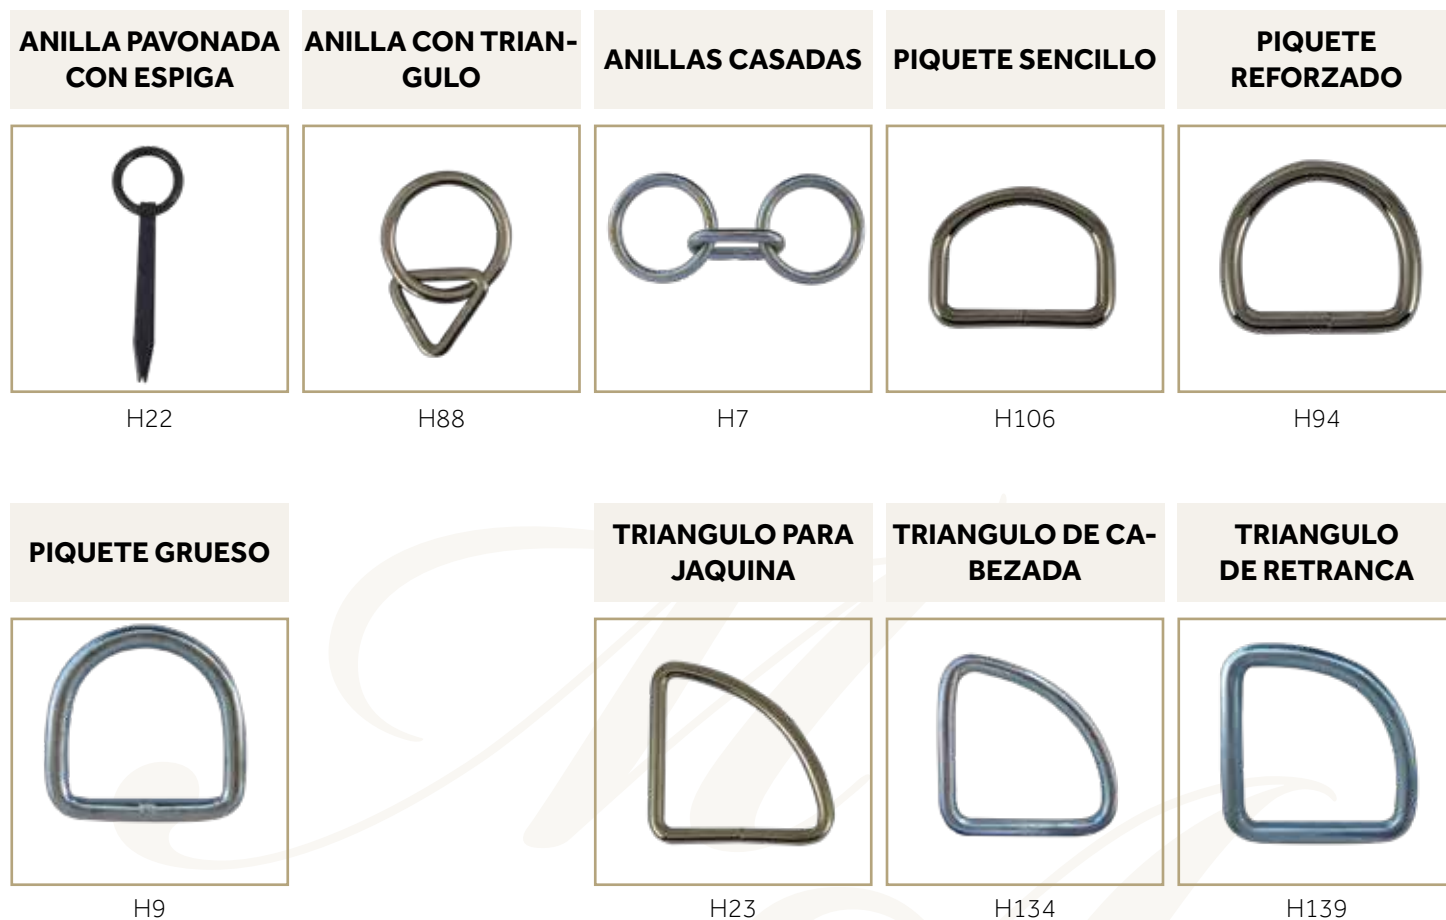 ANILLA PAVONADA
CON ESPIGA
ANILLA CON TRIAN-
GULO
ANILLAS CASADAS
PIQUETE SENCILLO
PIQUETE
REFORZADO
H22
H88
H7
H106
H94
PIQUETE GRUESO
TRIANGULO PARA
JAQUINA
TRIANGULO DE CA-
BEZADA
TRIANGULO
DE RETRANCA
H9
H23
H134
H139